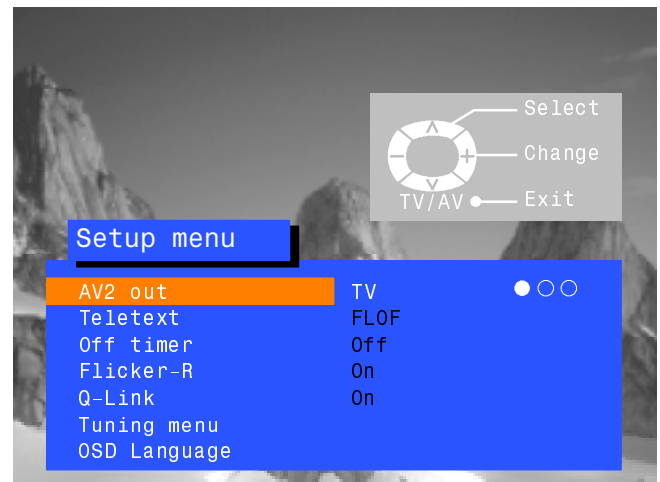 Select
Change
TV/AV Exit
Setup menu
AV2 out TV
Teletext FLOF
Off timer Off
Flicker-R On
Q-Link On
Tuning menu
OSD Language